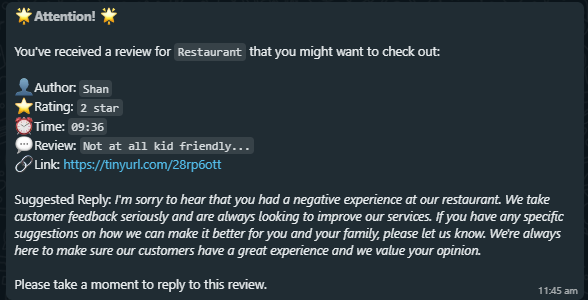 🌟Attention! 🌟
You've received a review for Restaurant that you might want to check out:
👤Author: Shan
⭐Rating: 2 star
⏰Time: 09:36
💬Review: Not at all kid friendly...
🔗Link: https://tinyurl.com/28rp6ott
Suggested Reply: I'm sorry to hear that you had a negative experience at our restaurant. We take
customer feedback seriously and are always looking to improve our services. If you have any specific
suggestions on how we can make it better for you and your family, please let us know. We're always
here to make sure our customers have a great experience and we value your opinion.
Please take a moment to reply to this review.
11:45 am